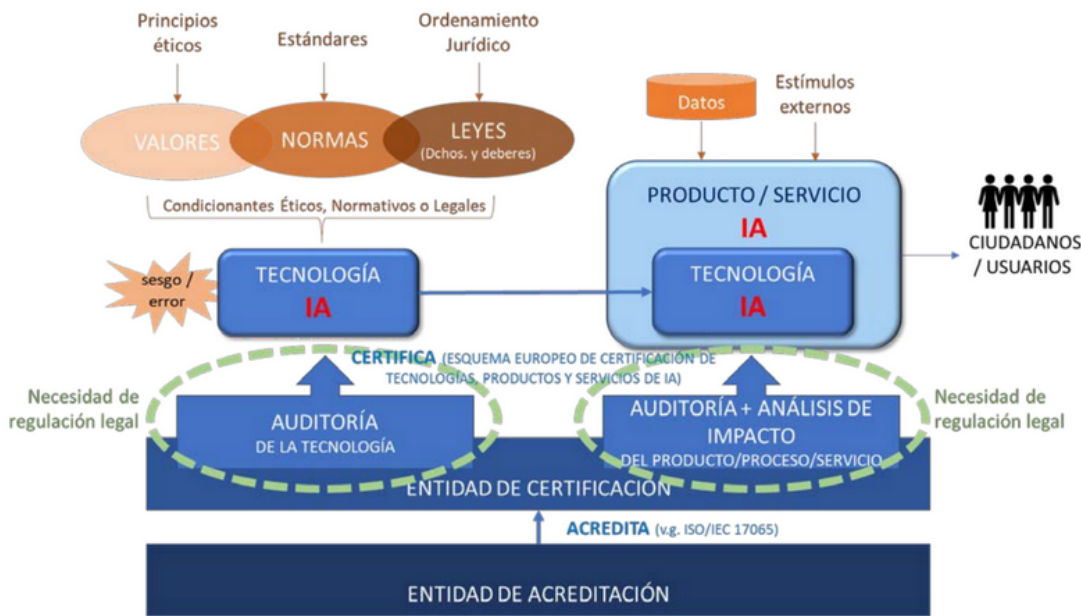 Principios
éticos
Estándares
Ordenamiento
Jurídico
VALORES
NORMAS
LEYES
(Dchos. y deberes)
Condicionantes Éticos, Normativos o Legales
Datos
Estímulos
externos
PRODUCTO / SERVICIO
IA
TECNOLOGÍA
IA
CIUDADANOS
/ USUARIOS
sesgo /
error
TECNOLOGÍA
IA
CERTIFICA (ESQUEMA EUROPEO DE CERTIFICACIÓN DE
TECNOLOGÍAS, PRODUCTOS Y SERVICIOS DE IA)
Necesidad de
regulación legal
AUDITORÍA
DE LA TECNOLOGÍA
AUDITORÍA + ANÁLISIS DE
IMPACTO
DEL PRODUCTO/PROCESO/SERVICIO
Necesidad de
regulación legal
ENTIDAD DE CERTIFICACIÓN
ACREDITA (v.g. ISO/IEC 17065)
ENTIDAD DE ACREDITACIÓN